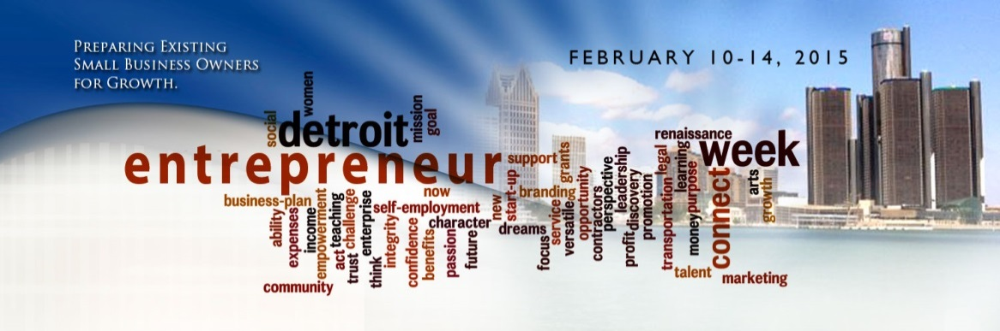 Preparing Existing
Small Business Owners
for Growth.
FEBRUARY 10-14, 2015
social
women
detroit
mission
goal
entrepreneur
support
grants
renaissance
week
legal
learning
business-plan
ability
expenses
income
empowerment
teaching
act
challenge
trust
enterprise
think
self-employment
integrity
confidence
benefits
now
character
passion
future
new
start-up
branding
dreams
focus
service
versatile
opportunity
contractors
perspective
leadership
discovery
profit
promotion
transportation
money
purpose
connect
arts
growth
talent
marketing
community